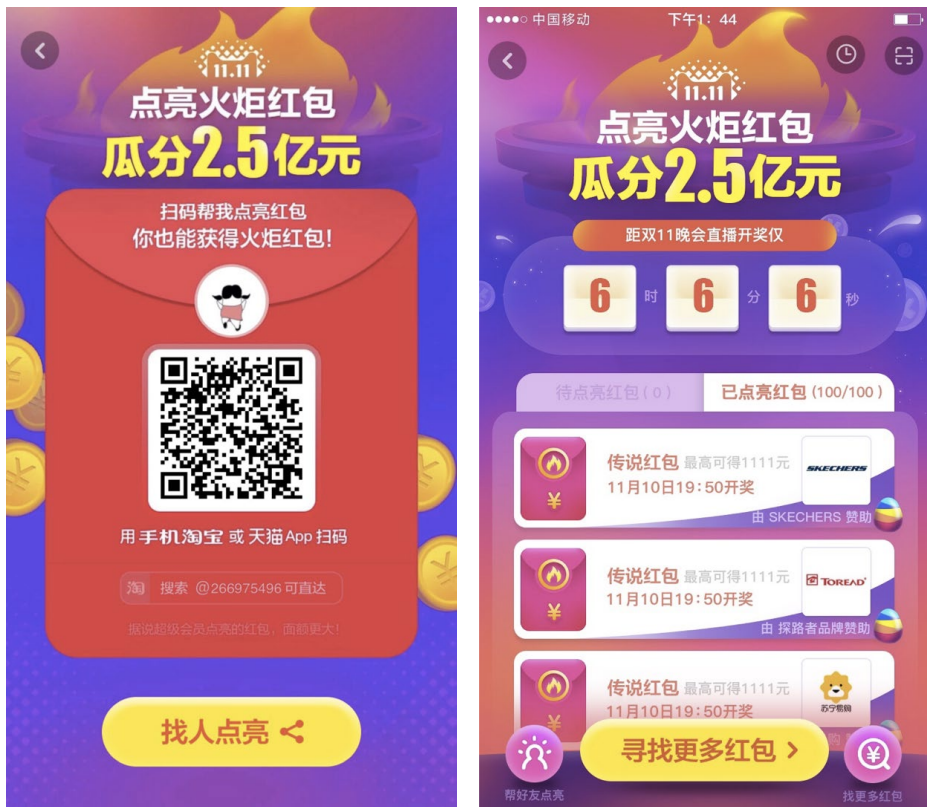 11.11
点亮火炬红包
瓜分2.5亿元
扫码帮我点亮红包
你也能获得火炬红包!
用手机淘宝或天猫App扫码
淘 搜索 @266975496 可直达
据说超级会员点亮的红包，面额更大!
找人点亮
中国移动 下午1：44
11.11
点亮火炬红包
瓜分2.5亿元
距双11晚会直播开奖仅
6 时 6 分 6 秒
待点亮红包(0) 已点亮红包(100/100)
传说红包 最高可得1111元
11月10日19:50开奖
SKECHERS
由 SKECHERS 赞助
传说红包 最高可得1111元
11月10日19:50开奖
TOREAD
由 探路者品牌赞助
传说红包 最高可得1111元
11月10日19:50开奖
苏宁易购
寻找更多红包 >
帮好友点亮
找更多红包